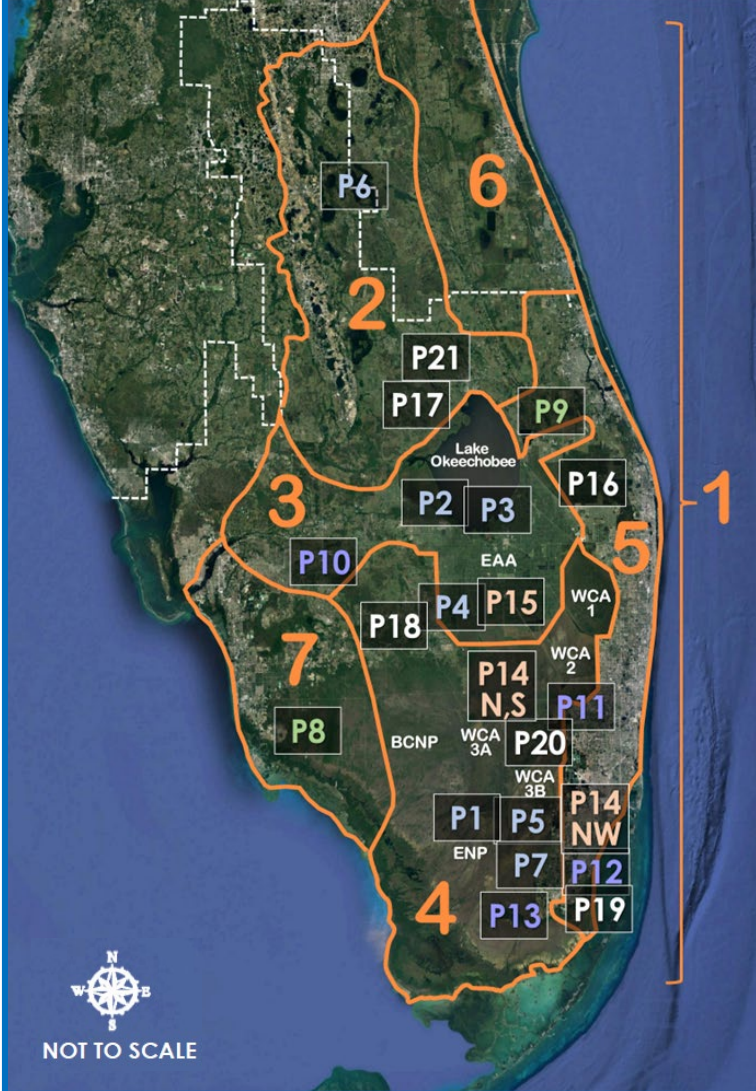 6
P6
2
P21
P17
P9
Lake
Okeechobee
P16
1
3
P2
P3
5
EAA
P10
WCA
1
P4
P15
P18
7
WCA
2
P14
N,S
P11
P8
BCNP
WCA
3A
P20
WCA
3B
P14
NW
P1
P5
ENP
P7
P12
4
P13
P19
N
W
E
S
NOT TO SCALE